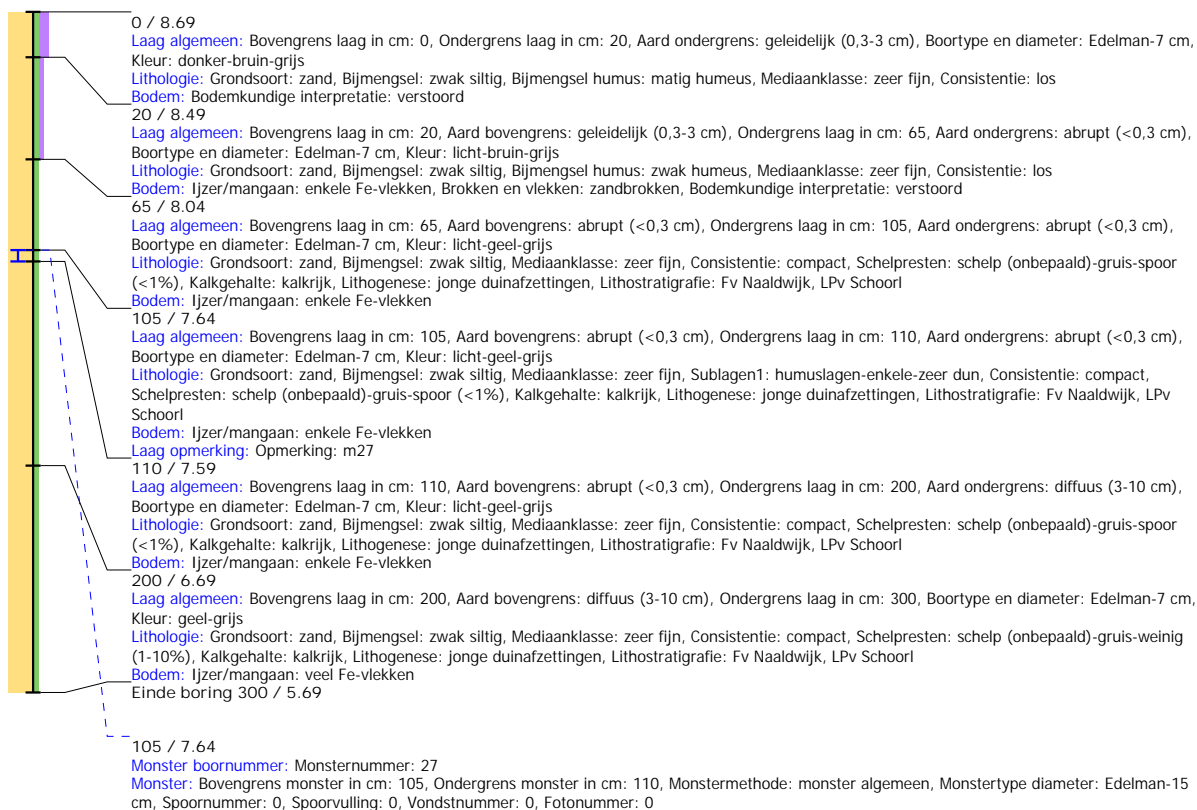 0 / 8.69
Laag algemeen: Bovengrens laag in cm: 0, Ondergrens laag in cm: 20, Aard ondergrens: geleidelijk (0,3-3 cm), Boortype en diameter: Edelman-7 cm,
Kleur: donker-bruin-grijs
Lithologie: Grondsoort: zand, Bijmengsel: zwak siltig, Bijmengsel humus: matig humeus, Mediaanklasse: zeer fijn, Consistentie: los
Bodem: Bodemkundige interpretatie: verstoord
20 / 8.49
Laag algemeen: Bovengrens laag in cm: 20, Aard bovengrens: geleidelijk (0,3-3 cm), Ondergrens laag in cm: 65, Aard ondergrens: abrupt (<0,3 cm),
Boortype en diameter: Edelman-7 cm, Kleur: licht-bruin-grijs
Lithologie: Grondsoort: zand, Bijmengsel: zwak siltig, Bijmengsel humus: zwak humeus, Mediaanklasse: zeer fijn, Consistentie: los
Bodem: Ijzer/mangaan: enkele Fe-vlekken, Brokken en vlekken: zandbrokken, Bodemkundige interpretatie: verstoord
65 / 8.04
Laag algemeen: Bovengrens laag in cm: 65, Aard bovengrens: abrupt (<0,3 cm), Ondergrens laag in cm: 105, Aard ondergrens: abrupt (<0,3 cm),
Boortype en diameter: Edelman-7 cm, Kleur: licht-geel-grijs
Lithologie: Grondsoort: zand, Bijmengsel: zwak siltig, Mediaanklasse: zeer fijn, Consistentie: compact, Schelpresten: schelp (onbepaald)-gruis-spoor
(<1%), Kalkgehalte: kalkrijk, Lithogenese: jonge duinafzettingen, Lithostratigrafie: Fv Naaldwijk, LPv Schoorl
Bodem: Ijzer/mangaan: enkele Fe-vlekken
105 / 7.64
Laag algemeen: Bovengrens laag in cm: 105, Aard bovengrens: abrupt (<0,3 cm), Ondergrens laag in cm: 110, Aard ondergrens: abrupt (<0,3 cm),
Boortype en diameter: Edelman-7 cm, Kleur: licht-geel-grijs
Lithologie: Grondsoort: zand, Bijmengsel: zwak siltig, Mediaanklasse: zeer fijn, Sublagen1: humuslagen-enkele-zeer dun, Consistentie: compact,
Schelpresten: schelp (onbepaald)-gruis-spoor (<1%), Kalkgehalte: kalkrijk, Lithogenese: jonge duinafzettingen, Lithostratigrafie: Fv Naaldwijk, LPv
Schoorl
Bodem: Ijzer/mangaan: enkele Fe-vlekken
Laag opmerking: Opmerking: m27
110 / 7.59
Laag algemeen: Bovengrens laag in cm: 110, Aard bovengrens: abrupt (<0,3 cm), Ondergrens laag in cm: 200, Aard ondergrens: diffuus (3-10 cm),
Boortype en diameter: Edelman-7 cm, Kleur: licht-geel-grijs
Lithologie: Grondsoort: zand, Bijmengsel: zwak siltig, Mediaanklasse: zeer fijn, Consistentie: compact, Schelpresten: schelp (onbepaald)-gruis-spoor
(<1%), Kalkgehalte: kalkrijk, Lithogenese: jonge duinafzettingen, Lithostratigrafie: Fv Naaldwijk, LPv Schoorl
Bodem: Ijzer/mangaan: enkele Fe-vlekken
200 / 6.69
Laag algemeen: Bovengrens laag in cm: 200, Aard bovengrens: diffuus (3-10 cm), Ondergrens laag in cm: 300, Boortype en diameter: Edelman-7 cm,
Kleur: geel-grijs
Lithologie: Grondsoort: zand, Bijmengsel: zwak siltig, Mediaanklasse: zeer fijn, Consistentie: compact, Schelpresten: schelp (onbepaald)-gruis-weinig
(1-10%), Kalkgehalte: kalkrijk, Lithogenese: jonge duinafzettingen, Lithostratigrafie: Fv Naaldwijk, LPv Schoorl
Bodem: Ijzer/mangaan: veel Fe-vlekken
Einde boring 300 / 5.69
105 / 7.64
Monster boornummer: Monsternummer: 27
Monster: Bovengrens monster in cm: 105, Ondergrens monster in cm: 110, Monstermethode: monster algemeen, Monstertype diameter: Edelman-15
cm, Spoornummer: 0, Spoorvulling: 0, Vondstnummer: 0, Fotonummer: 0